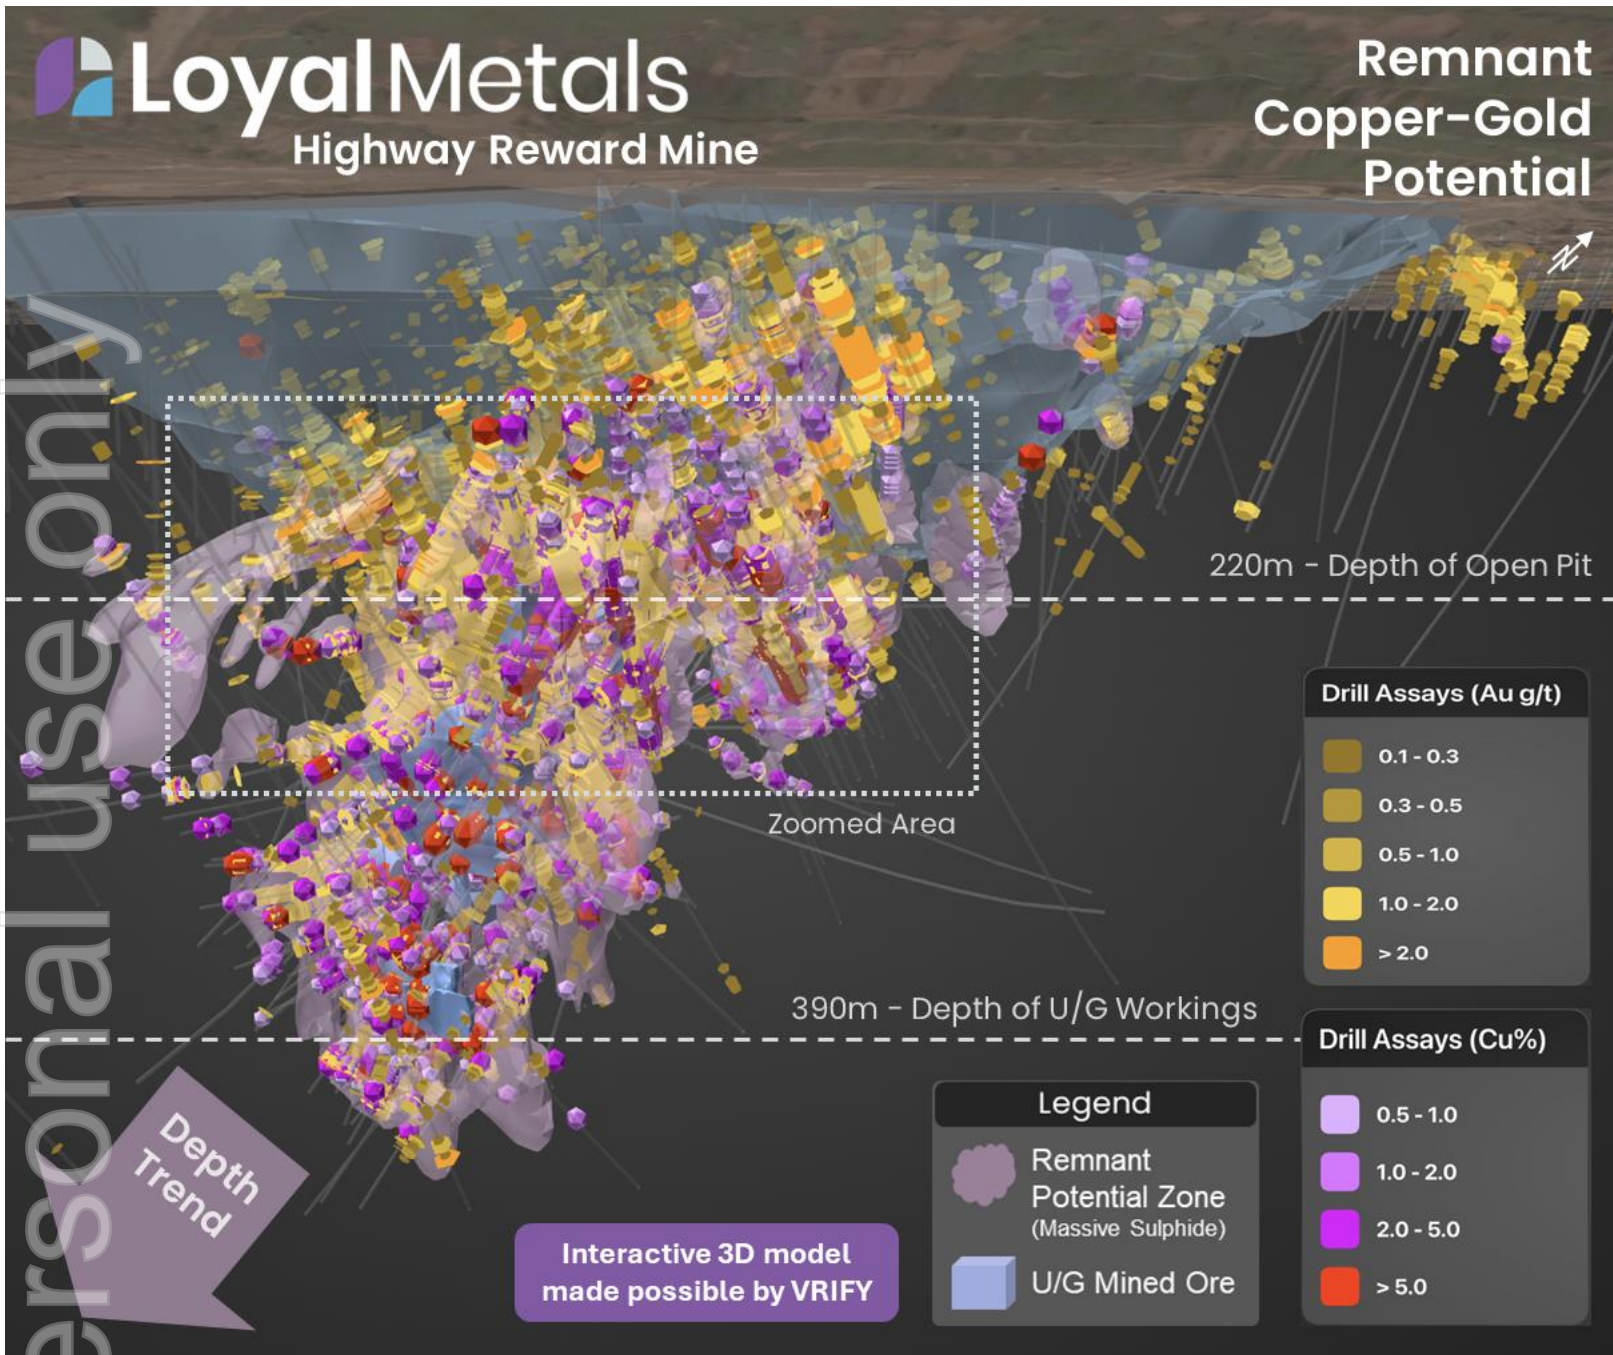 Loyal Metals
Highway Reward Mine
Remnant
Copper-Gold
Potential
N
ersonal use only
220m - Depth of Open Pit
Zoomed Area
390m - Depth of U/G Workings
Drill Assays (Au g/t)
0.1 - 0.3
0.3 - 0.5
0.5 - 1.0
1.0 - 2.0
> 2.0
Drill Assays (Cu%)
0.5 - 1.0
1.0 - 2.0
2.0 - 5.0
> 5.0
Legend
Remnant
Potential Zone
(Massive Sulphide)
U/G Mined Ore
Depth
Trend
Interactive 3D model
made possible by VRIFY